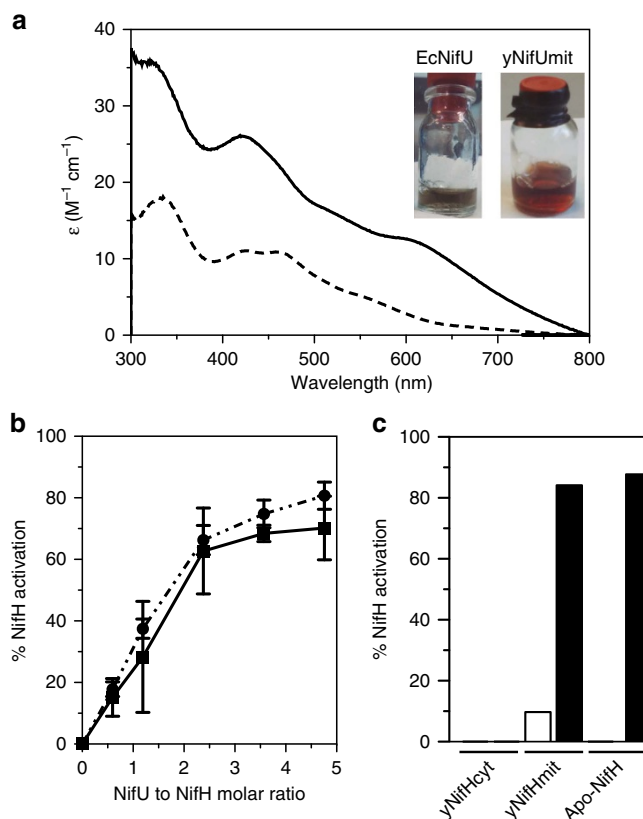 a
EcNifU yNifUmit
40
30
20
10
0
ε (M⁻¹ cm⁻¹)
300 400 500 600 700 800
Wavelength (nm)
b
100
80
60
40
20
0
% NifH activation
0 1 2 3 4 5
NifU to NifH molar ratio
c
100
80
60
40
20
0
% NifH activation
yNifHcyt
yNifHmit
Apo-NifH